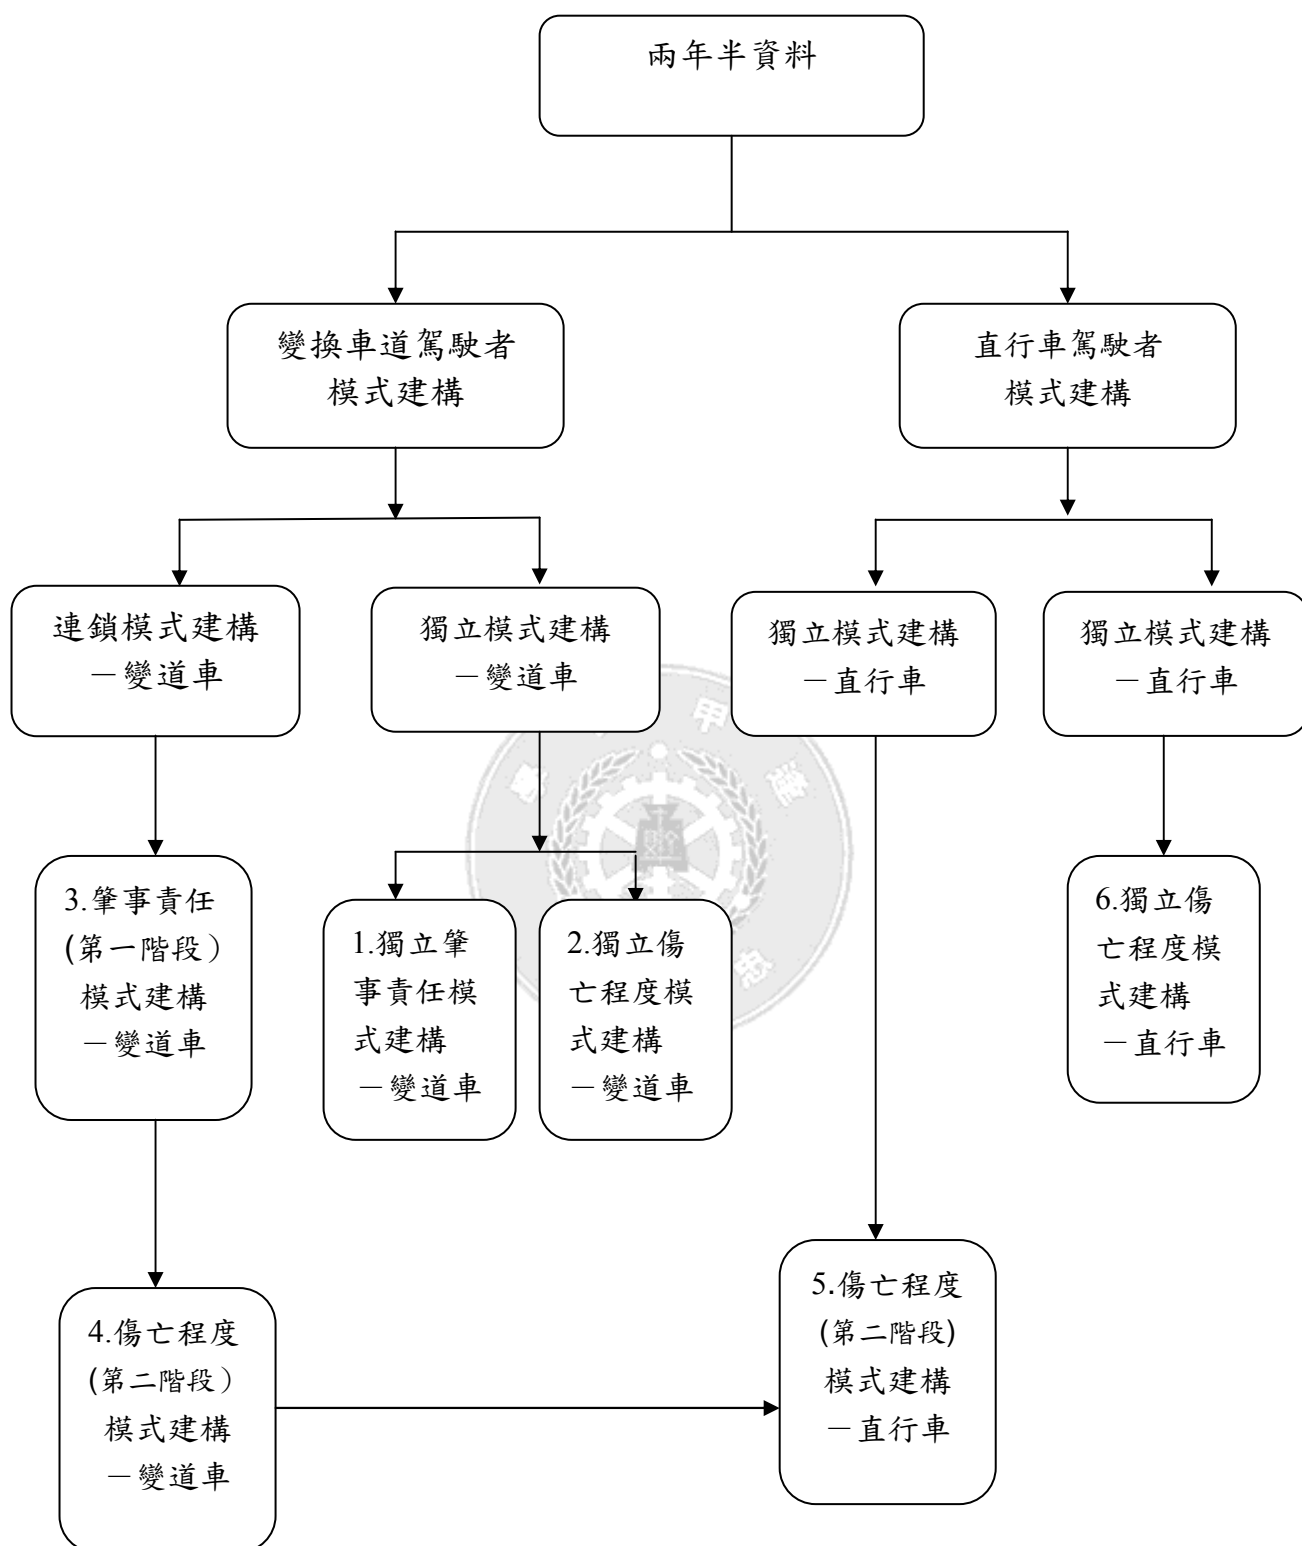 兩年半資料
變換車道駕駛者
模式建構
直行車駕駛者
模式建構
連鎖模式建構
－變道車
獨立模式建構
－變道車
獨立模式建構
－直行車
獨立模式建構
－直行車
3.肇事責任
(第一階段）
模式建構
－變道車
1.獨立肇
事責任模
式建構
－變道車
2.獨立傷
亡程度模
式建構
－變道車
6.獨立傷
亡程度模
式建構
－直行車
4.傷亡程度
(第二階段）
模式建構
－變道車
5.傷亡程度
(第二階段)
模式建構
－直行車
甲
逢
忠